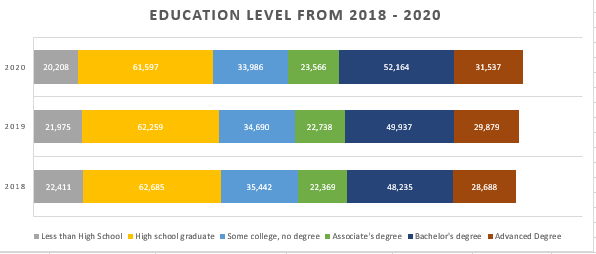 EDUCATION LEVEL FROM 2018 - 2020
2020 20,208 61,597 33,986 23,566 52,164 31,537
2019 21,975 62,259 34,690 22,738 49,937 29,879
2018 22,411 62,685 35,442 22,369 48,235 28,688
Less than High School High school graduate Some college, no degree Associate's degree Bachelor's degree Advanced Degree